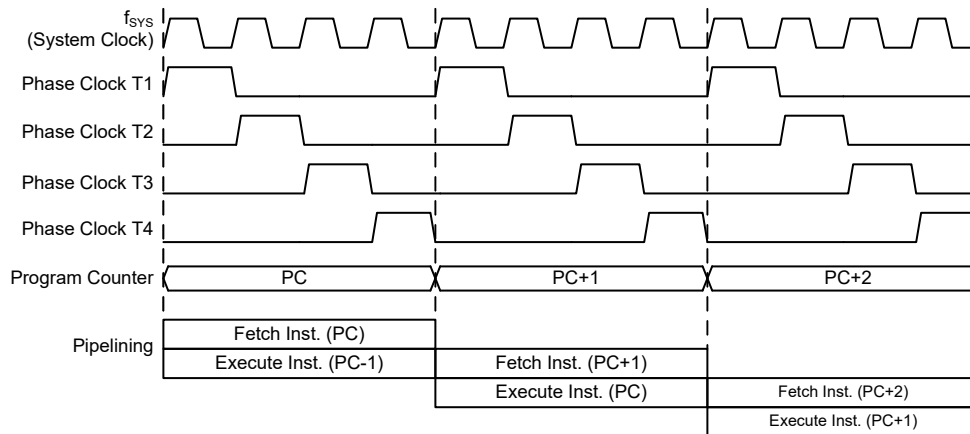 fSYS
(System Clock)
Phase Clock T1
Phase Clock T2
Phase Clock T3
Phase Clock T4
Program Counter PC PC+1 PC+2
Pipelining
Fetch Inst. (PC)
Execute Inst. (PC-1) Fetch Inst. (PC+1)
Execute Inst. (PC) Fetch Inst. (PC+2)
Execute Inst. (PC+1)